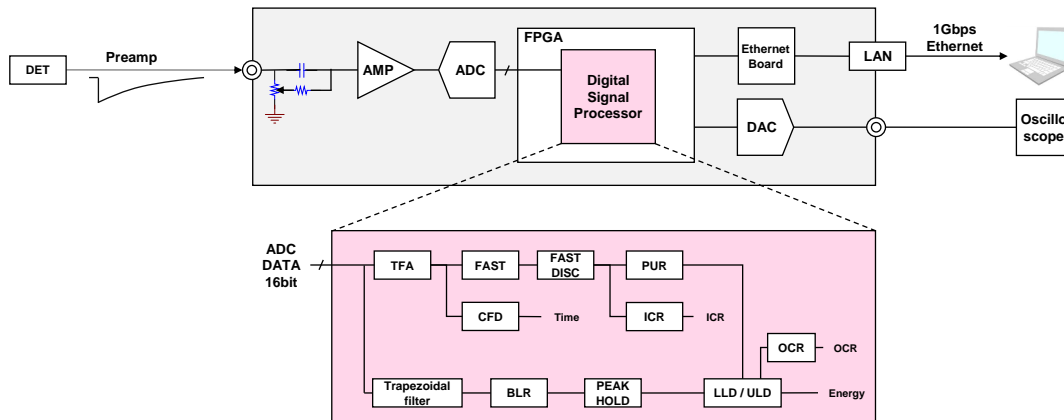 DET
Preamp
AMP
ADC
FPGA
Digital
Signal
Processor
Ethernet
Board
DAC
LAN
1Gbps
Ethernet
Oscillo
scope
ADC
DATA
16bit
TFA
FAST
FAST
DISC
PUR
CFD
Time
ICR
ICR
OCR
OCR
Trapezoidal
filter
BLR
PEAK
HOLD
LLD / ULD
Energy